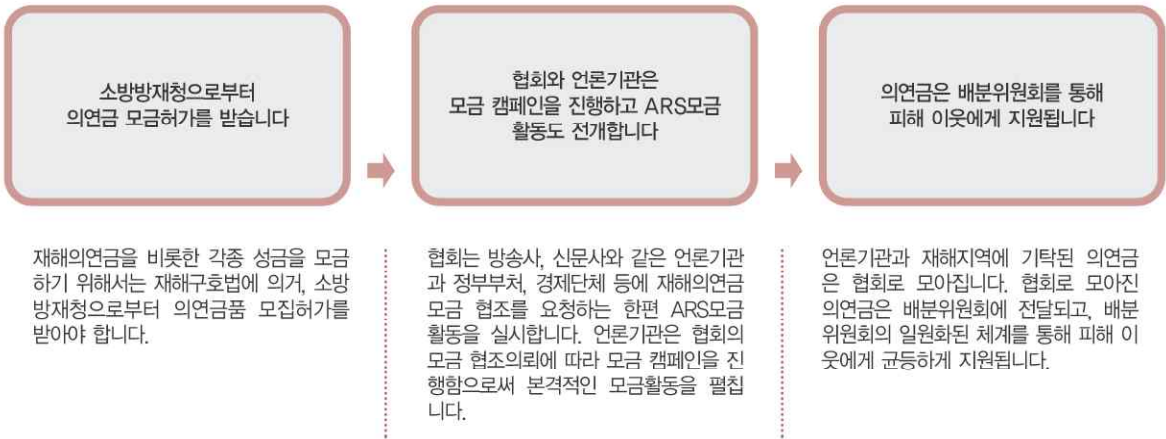 소방방재청으로부터
의연금 모금허가를 받습니다
협회와 언론기관은
모금 캠페인을 진행하고 ARS모금
활동도 전개합니다
의연금은 배분위원회를 통해
피해 이웃에게 지원됩니다
재해의연금을 비롯한 각종 성금을 모금
하기 위해서는 재해구호법에 의거, 소방
방재청으로부터 의연금품 모집허가를
받아야 합니다.
협회는 방송사, 신문사와 같은 언론기관
과 정부부처, 경제단체 등에 재해의연금
모금 협조를 요청하는 한편 ARS모금
활동을 실시합니다. 언론기관은 협회의
모금 협조의뢰에 따라 모금 캠페인을 진
행함으로써 본격적인 모금활동을 펼칩
니다.
언론기관과 재해지역에 기탁된 의연금
은 협회로 모아집니다. 협회로 모아진
의연금은 배분위원회에 전달되고, 배분
위원회의 일원화된 체계를 통해 피해 이
웃에게 균등하게 지원됩니다.